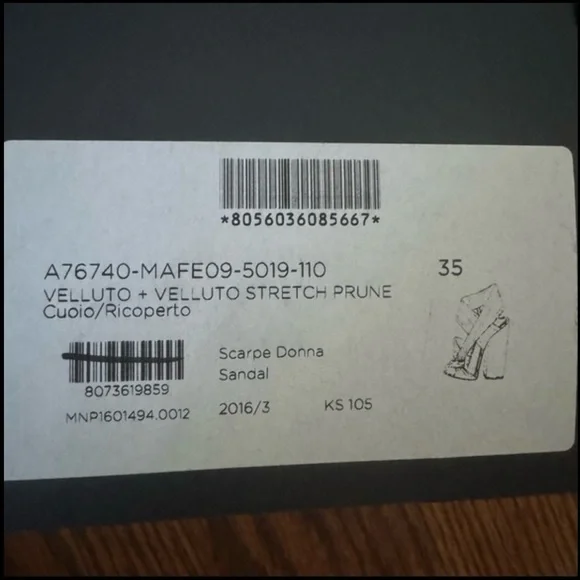 *8056036085667*
A76740-MAFE09-5019-110 35
VELLUTO + VELLUTO STRETCH PRUNE
Cuoio/Ricoperto
8073619859
Scarpe Donna
Sandal
MNP1601494.0012 2016/3 KS 105